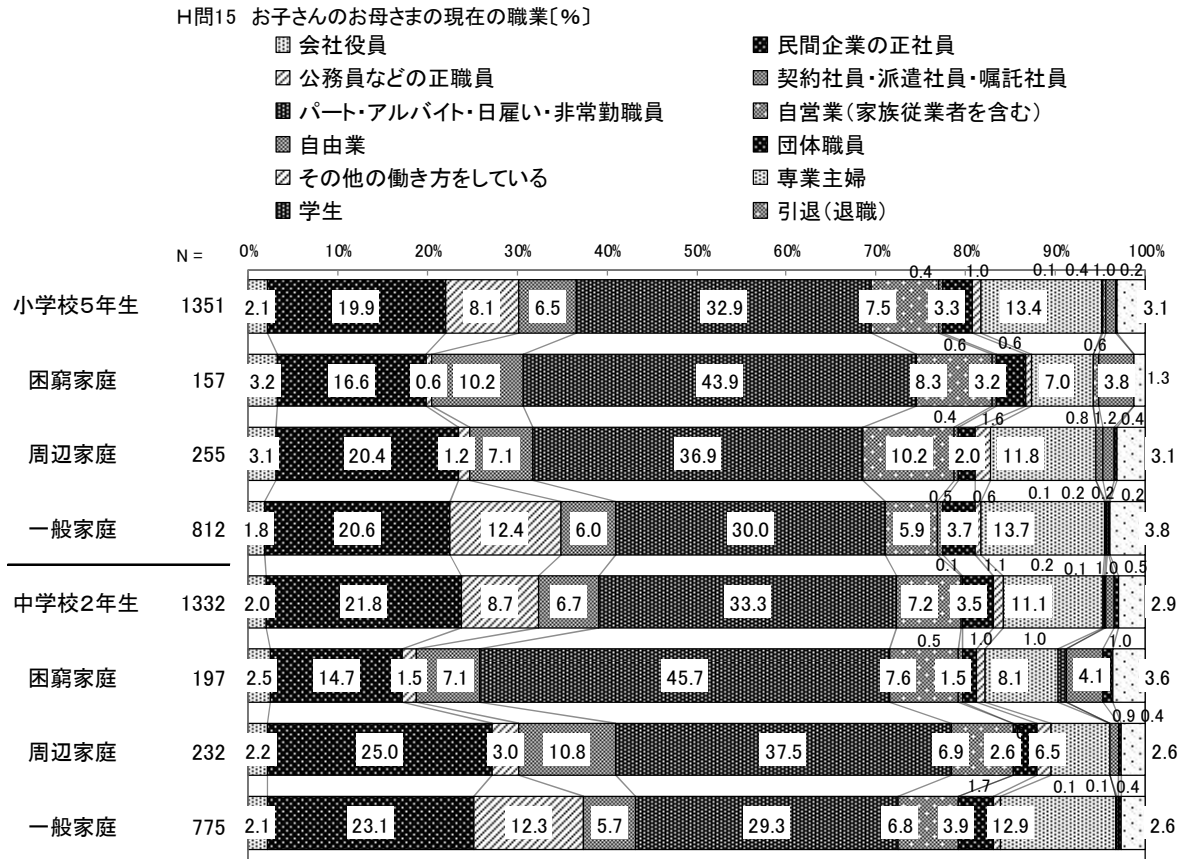 H問15 お子さんのお母さまの現在の職業〔%〕
会社役員 民間企業の正社員
公務員などの正職員 契約社員・派遣社員・嘱託社員
パート・アルバイト・日雇い・非常勤職員 自営業(家族従業者を含む)
自由業 団体職員
その他の働き方をしている 専業主婦
学生 引退(退職)
N = 0% 10% 20% 30% 40% 50% 60% 70% 80% 90% 100%
0.4 1.0 0.1 0.4 1.0 0.2
小学校5年生 1351 2.1 19.9 8.1 6.5 32.9 7.5 3.3 13.4 3.1
0.6 0.6 0.6
困窮家庭 157 3.2 16.6 0.6 10.2 43.9 8.3 3.2 7.0 3.8 1.3
0.4 1.6 0.8 1.2 0.4
周辺家庭 255 3.1 20.4 1.2 7.1 36.9 10.2 2.0 11.8 3.1
0.5 0.6 0.1 0.2 0.2 0.2
一般家庭 812 1.8 20.6 12.4 6.0 30.0 5.9 3.7 13.7 3.8
0.1 1.1 0.2 0.1 1.0 0.5
中学校2年生 1332 2.0 21.8 8.7 6.7 33.3 7.2 3.5 11.1 2.9
0.5 1.0 1.0 1.0
困窮家庭 197 2.5 14.7 1.5 7.1 45.7 7.6 1.5 8.1 4.1 3.6
0.9 0.4
周辺家庭 232 2.2 25.0 3.0 10.8 37.5 6.9 2.6 6.5 2.6
1.7 0.1 0.1 0.4
一般家庭 775 2.1 23.1 12.3 5.7 29.3 6.8 3.9 12.9 2.6